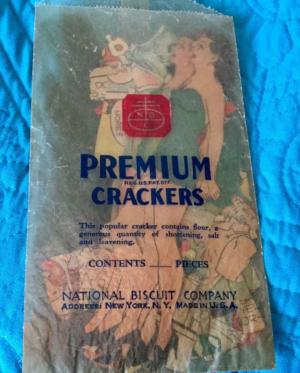 PREMIUM
REG. U.S. PAT. OFF.
CRACKERS
This popular cracker contains flour, a
generous quantity of shortening, salt
and leavening.
CONTENTS ___ PIECES
NATIONAL BISCUIT COMPANY
ADDRESS: NEW YORK, N. Y. MADE IN U. S. A.